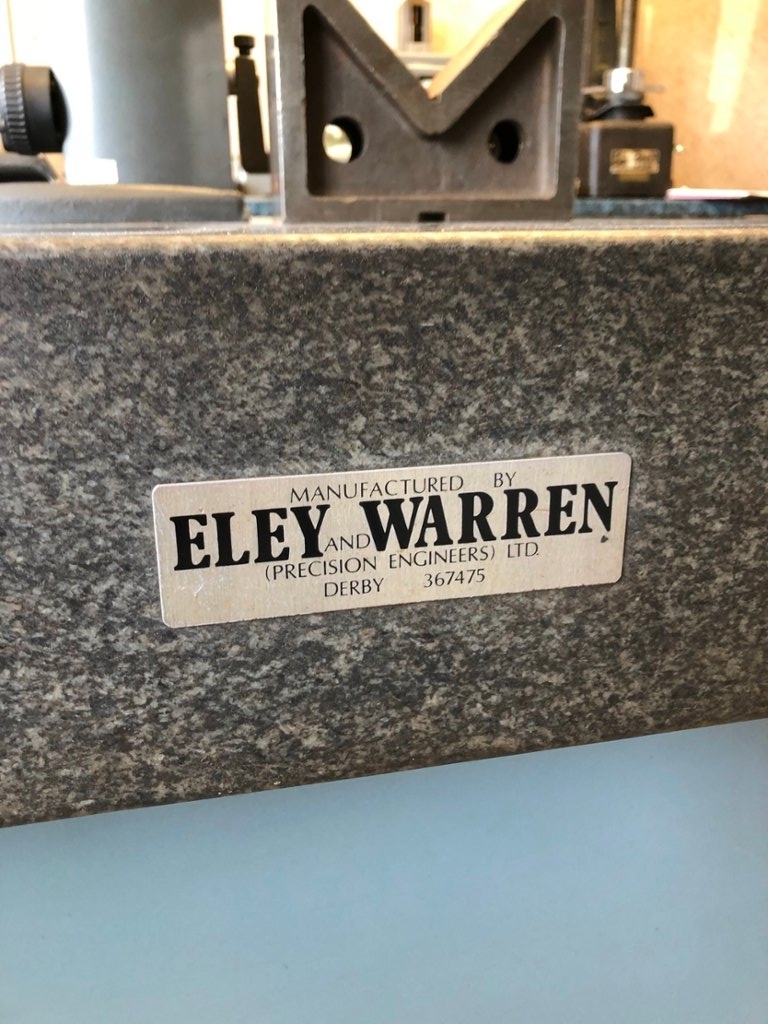 MANUFACTURED BY
ELEY AND WARREN
(PRECISION ENGINEERS) LTD.
DERBY 367475